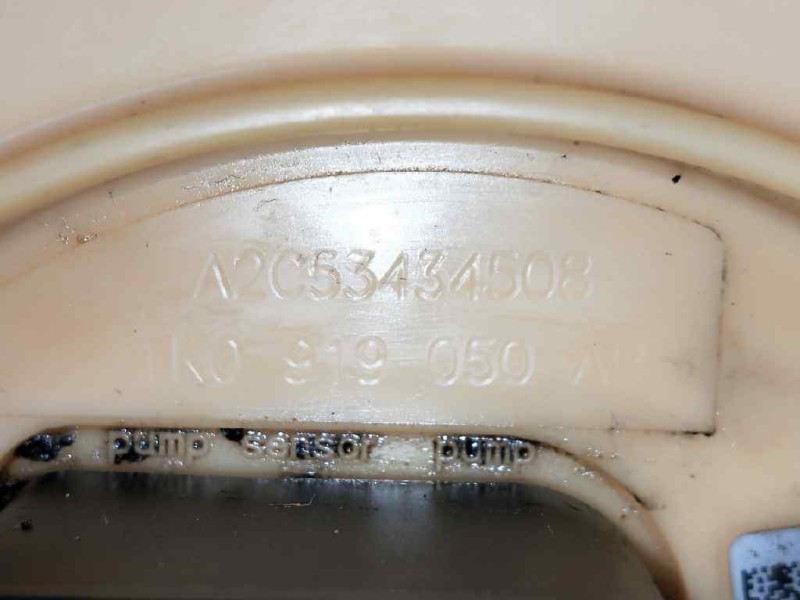 A2C53434508
1K0 919 050
pump sensor pump